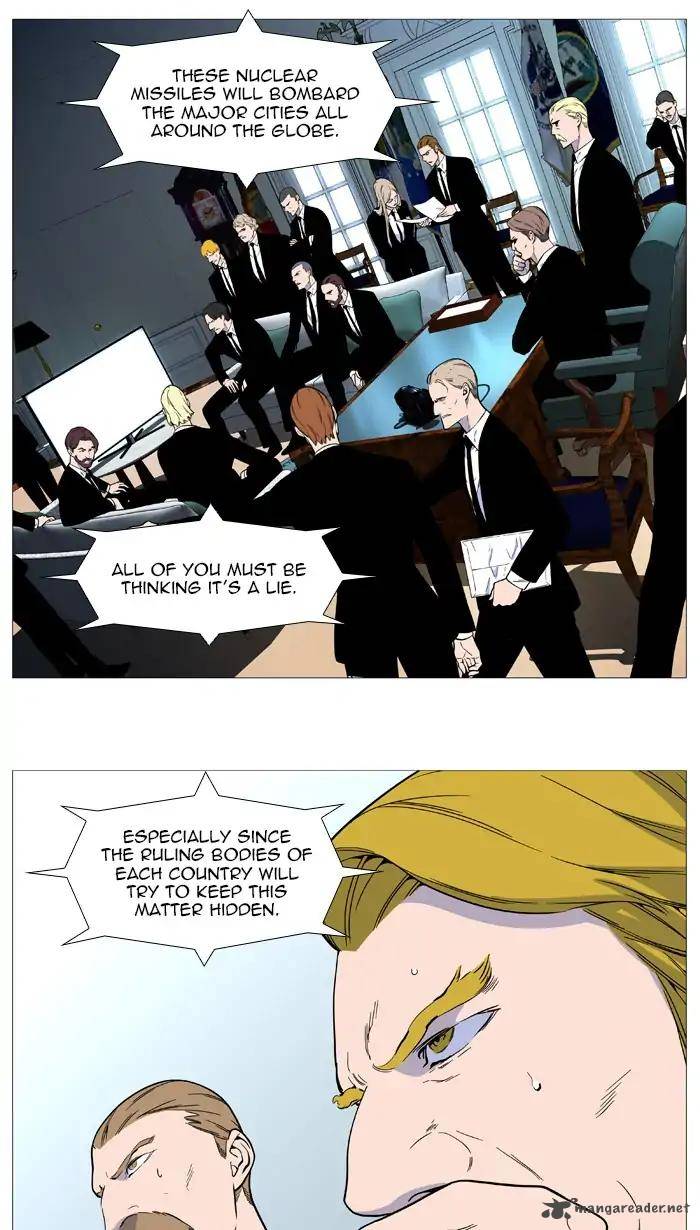 THESE NUCLEAR
MISSILES WILL BOMBARD
THE MAJOR CITIES ALL
AROUND THE GLOBE.
ALL OF YOU MUST BE
THINKING IT'S A LIE.
ESPECIALLY SINCE
THE RULING BODIES OF
EACH COUNTRY WILL
TRY TO KEEP THIS
MATTER HIDDEN.
mangareader.net